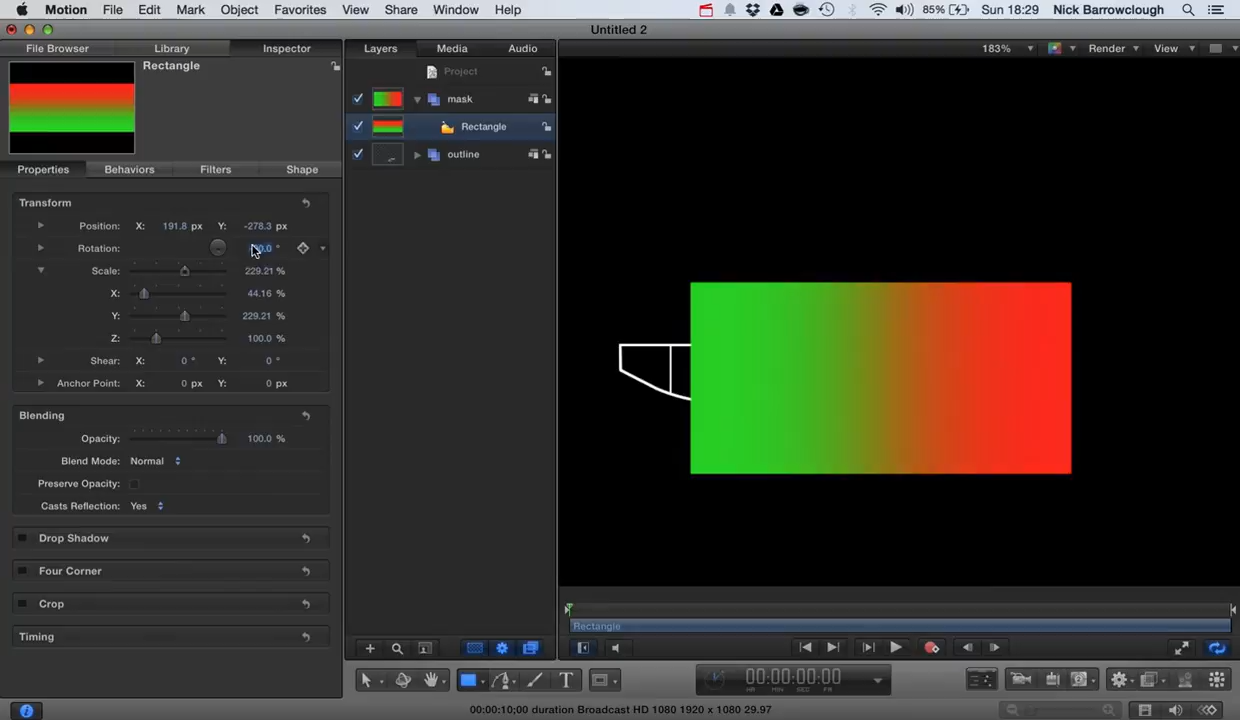 Motion File Edit Mark Object Favorites View Share Window Help 85% Sun 18:29 Nick Barrowclough
Untitled 2
File Browser Library Inspector Layers Media Audio 183% Render View
Rectangle
Project
mask
Rectangle
outline
Properties Behaviors Filters Shape
Transform
Position: X: 191.8 px Y: -278.3 px
Rotation: °
Scale: 229.21 %
X: 44.16 %
Y: 229.21 %
Z: 100.0 %
Shear: X: 0 ° Y: 0 °
Anchor Point: X: 0 px Y: 0 px
Blending
Opacity: 100.0 %
Blend Mode: Normal
Preserve Opacity:
Casts Reflection: Yes
Drop Shadow
Four Corner
Crop
Timing
Rectangle
00:00:00:00
HR MIN SEC FR
T
00:00:10;00 duration Broadcast HD 1080 1920 x 1080 29.97